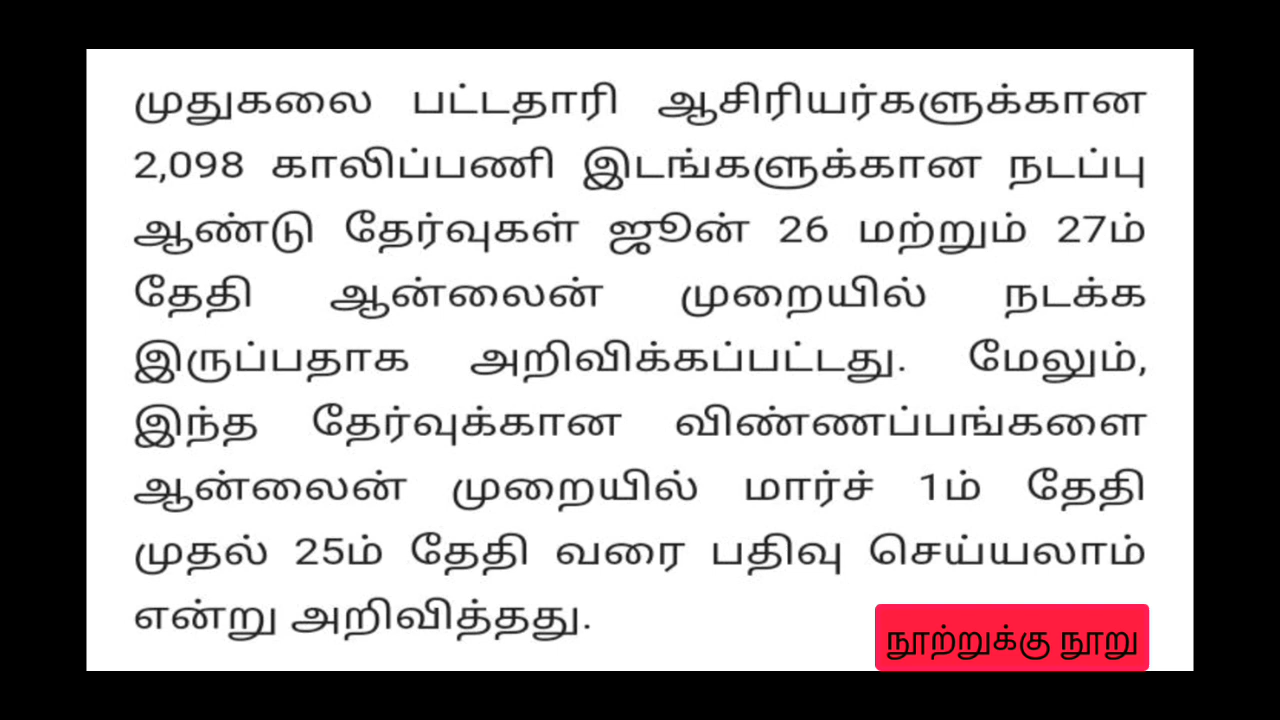 முதுகலை பட்டதாரி ஆசிரியர்களுக்கான
2,098 காலிப்பணி இடங்களுக்கான நடப்பு
ஆண்டு தேர்வுகள் ஜூன் 26 மற்றும் 27ம்
தேதி ஆன்லைன் முறையில் நடக்க
இருப்பதாக அறிவிக்கப்பட்டது. மேலும்,
இந்த தேர்வுக்கான விண்ணப்பங்களை
ஆன்லைன் முறையில் மார்ச் 1ம் தேதி
முதல் 25ம் தேதி வரை பதிவு செய்யலாம்
என்று அறிவித்தது.
நூற்றுக்கு நூறு